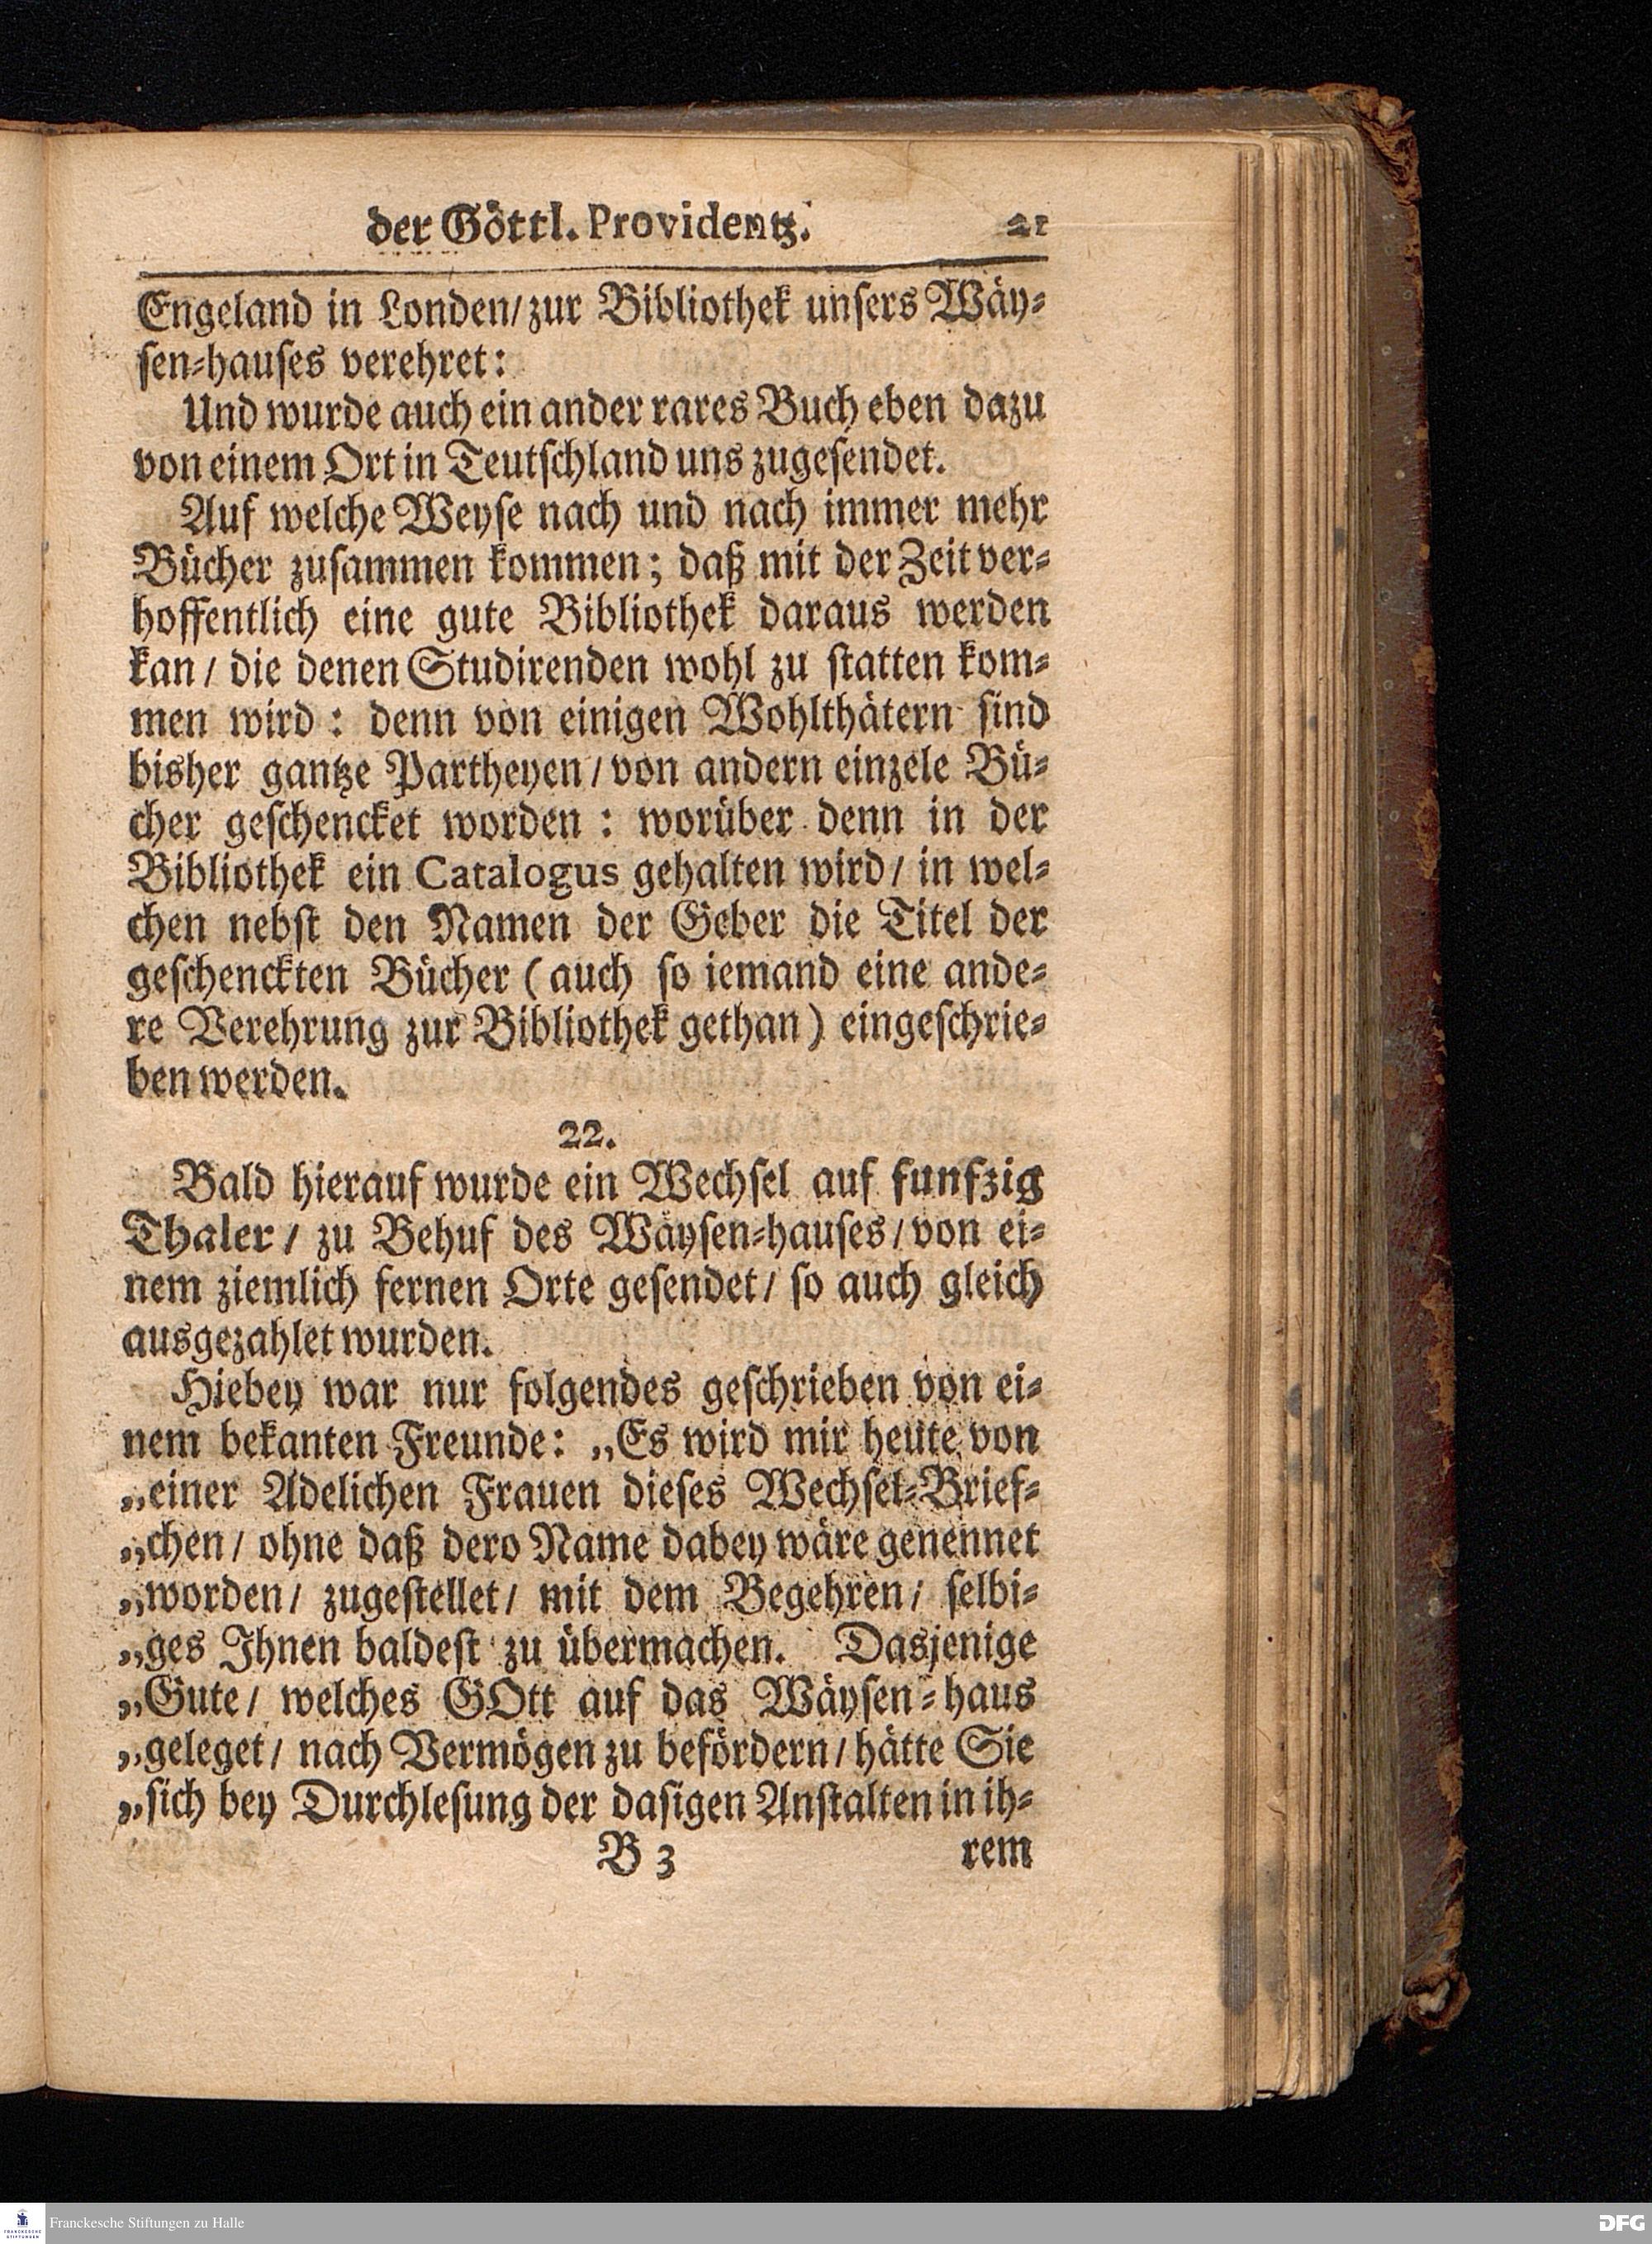 der Göttl. Providentz. 21
Engeland in Londen/ zur Bibliothek unsers Wäy⸗
sen⸗hauses verehret:
Und wurde auch ein ander rares Buch eben dazu
von einem Ort in Teutschland uns zugesendet.
Auf welche Weyse nach und nach immer mehr
Bücher zusammen kommen; daß mit der Zeit ver⸗
hoffentlich eine gute Bibliothek daraus werden
kan/ die denen Studirenden wohl zu statten kom⸗
men wird: denn von einigen Wohlthätern sind
bisher gantze Partheyen/ von andern einzele Bü⸗
cher geschencket worden: worüber denn in der
Bibliothek ein Catalogus gehalten wird/ in wel⸗
chen nebst den Namen der Geber die Titel der
geschenckten Bücher (auch so iemand eine ande⸗
re Verehrung zur Bibliothek gethan) eingeschrie⸗
ben werden.
22.
Bald hierauf wurde ein Wechsel auf funfzig
Thaler/ zu Behuf des Wäysen⸗hauses/ von ei⸗
nem ziemlich fernen Orte gesendet/ so auch gleich
ausgezahlet wurden.
Hiebey war nur folgendes geschrieben von ei⸗
nem bekanten Freunde: „Es wird mir heute von
„einer Adelichen Frauen dieses Wechsel⸗Brief⸗
„chen/ ohne daß dero Name dabey wäre genennet
„worden/ zugestellet/ mit dem Begehren/ selbi⸗
„ges Ihnen baldest zu übermachen. Dasjenige
„Gute/ welches GOtt auf das Wäysen⸗haus
„geleget/ nach Vermögen zu befördern/ hätte Sie
„sich bey Durchlesung der dasigen Anstalten in ih⸗
B 3 rem
FRANCKESCHE STIFTUNGEN
Franckesche Stiftungen zu Halle
DFG